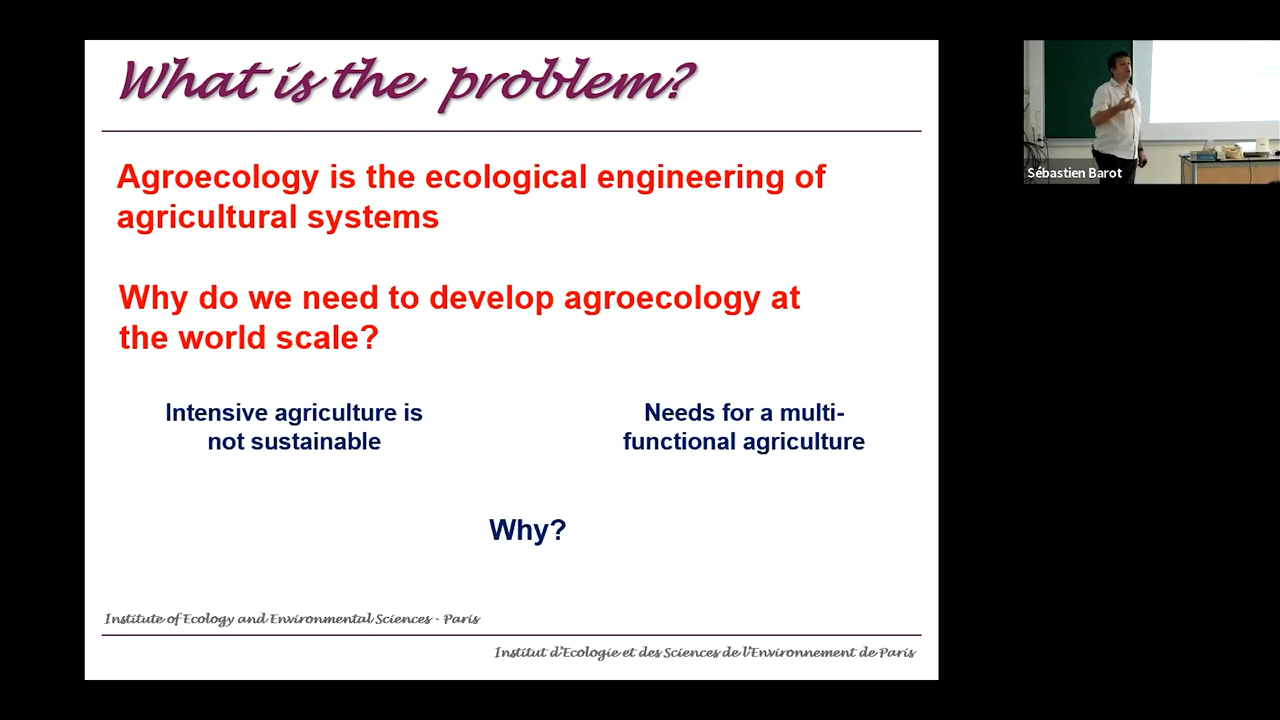 What is the problem?
Agroecology is the ecological engineering of
agricultural systems
Why do we need to develop agroecology at
the world scale?
Intensive agriculture is
not sustainable
Needs for a multi-
functional agriculture
Why?
Institute of Ecology and Environmental Sciences - Paris
Institut d'Ecologie et des Sciences de l'Environnement de Paris
Sébastien Barot